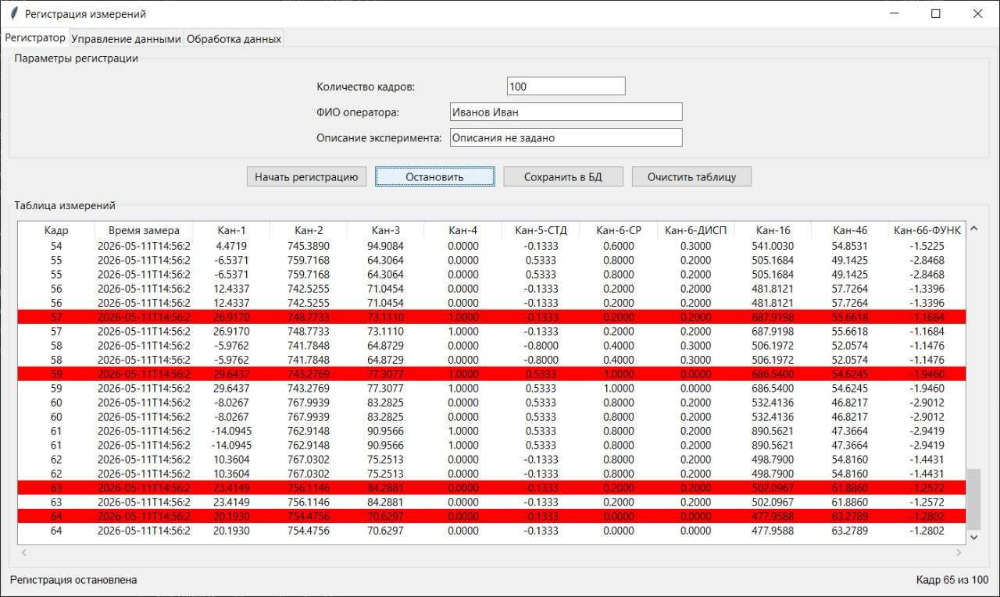 Регистрация измерений
Регистратор Управление данными Обработка данных
Параметры регистрации
Количество кадров: 100
ФИО оператора: Иванов Иван
Описание эксперимента: Описания не задано
Начать регистрацию Остановить Сохранить в БД Очистить таблицу
Таблица измерений
Кадр Время замера Кан-1 Кан-2 Кан-3 Кан-4 Кан-5-СТД Кан-6-СР Кан-6-ДИСП Кан-16 Кан-46 Кан-66-ФУНК
54 2026-05-11T14:56:2 4.4719 745.3890 94.9084 0.0000 -0.1333 0.6000 0.3000 541.0030 54.8531 -1.5225
55 2026-05-11T14:56:2 -6.5371 759.7168 64.3064 0.0000 0.5333 0.8000 0.2000 505.1684 49.1425 -2.8468
55 2026-05-11T14:56:2 -6.5371 759.7168 64.3064 0.0000 0.5333 0.8000 0.2000 505.1684 49.1425 -2.8468
56 2026-05-11T14:56:2 12.4337 742.5255 71.0454 0.0000 -0.1333 0.2000 0.2000 481.8121 57.7264 -1.3396
56 2026-05-11T14:56:2 12.4337 742.5255 71.0454 0.0000 -0.1333 0.2000 0.2000 481.8121 57.7264 -1.3396
57 2026-05-11T14:56:2 26.9170 748.7733 73.1110 1.0000 -0.1333 0.2000 0.2000 687.9198 55.6618 -1.1684
57 2026-05-11T14:56:2 26.9170 748.7733 73.1110 1.0000 -0.1333 0.2000 0.2000 687.9198 55.6618 -1.1684
58 2026-05-11T14:56:2 -5.9762 741.7848 64.8729 0.0000 -0.8000 0.4000 0.3000 506.1972 52.0574 -1.1476
58 2026-05-11T14:56:2 -5.9762 741.7848 64.8729 0.0000 -0.8000 0.4000 0.3000 506.1972 52.0574 -1.1476
59 2026-05-11T14:56:2 29.6437 743.2769 77.3077 1.0000 0.5333 1.0000 0.0000 686.5400 54.6245 -1.9460
59 2026-05-11T14:56:2 29.6437 743.2769 77.3077 1.0000 0.5333 1.0000 0.0000 686.5400 54.6245 -1.9460
60 2026-05-11T14:56:2 -8.0267 767.9939 83.2825 0.0000 0.5333 0.8000 0.2000 532.4136 46.8217 -2.9012
60 2026-05-11T14:56:2 -8.0267 767.9939 83.2825 0.0000 0.5333 0.8000 0.2000 532.4136 46.8217 -2.9012
61 2026-05-11T14:56:2 -14.0945 762.9148 90.9566 1.0000 0.5333 0.8000 0.2000 890.5621 47.3664 -2.9419
61 2026-05-11T14:56:2 -14.0945 762.9148 90.9566 1.0000 0.5333 0.8000 0.2000 890.5621 47.3664 -2.9419
62 2026-05-11T14:56:2 10.3604 767.0302 75.2513 0.0000 -0.1333 0.8000 0.2000 498.7900 54.8160 -1.4431
62 2026-05-11T14:56:2 10.3604 767.0302 75.2513 0.0000 -0.1333 0.8000 0.2000 498.7900 54.8160 -1.4431
63 2026-05-11T14:56:2 23.4149 756.1146 84.2881 0.0000 -0.1333 0.2000 0.2000 502.0967 61.8860 -1.2572
63 2026-05-11T14:56:2 23.4149 756.1146 84.2881 0.0000 -0.1333 0.2000 0.2000 502.0967 61.8860 -1.2572
64 2026-05-11T14:56:2 20.1930 754.4756 70.6297 0.0000 -0.1333 0.0000 0.0000 477.9588 63.2789 -1.2802
64 2026-05-11T14:56:2 20.1930 754.4756 70.6297 0.0000 -0.1333 0.0000 0.0000 477.9588 63.2789 -1.2802
Регистрация остановлена Кадр 65 из 100